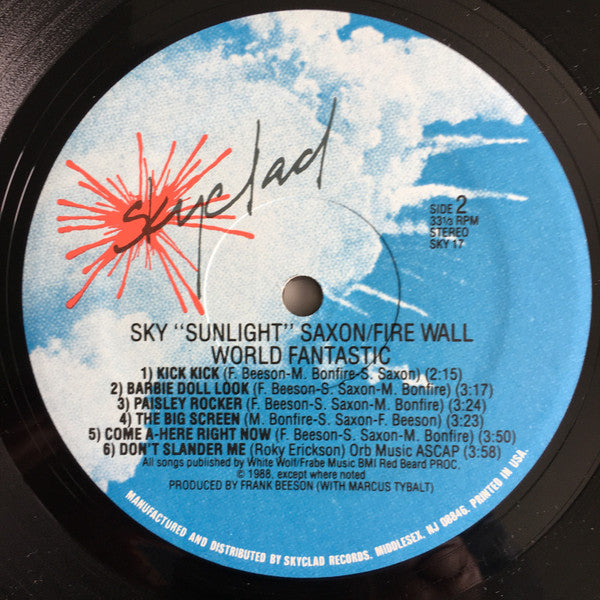 skyclad
SIDE 2
33⅓ RPM
STEREO
SKY 17
SKY "SUNLIGHT" SAXON/FIRE WALL
WORLD FANTASTIC
1) KICK KICK (F. Beeson-M. Bonfire-S. Saxon) (2:15)
2) BARBIE DOLL LOOK (F. Beeson-S. Saxon-M. Bonfire) (3:17)
3) PAISLEY ROCKER (F. Beeson-S. Saxon-M. Bonfire) (3:24)
4) THE BIG SCREEN (M. Bonfire-S. Saxon-F. Beeson) (3:23)
5) COME A-HERE RIGHT NOW (F. Beeson-S. Saxon-M. Bonfire) (3:50)
6) DON'T SLANDER ME (Roky Erickson) Orb Music ASCAP (3:58)
All songs published by White Wolf/Frabe Music BMI Red Beard PROC.
© 1988, except where noted
PRODUCED BY FRANK BEESON (WITH MARCUS TYBALT)
MANUFACTURED AND DISTRIBUTED BY SKYCLAD RECORDS, MIDDLESEX, NJ 08846. PRINTED IN USA.